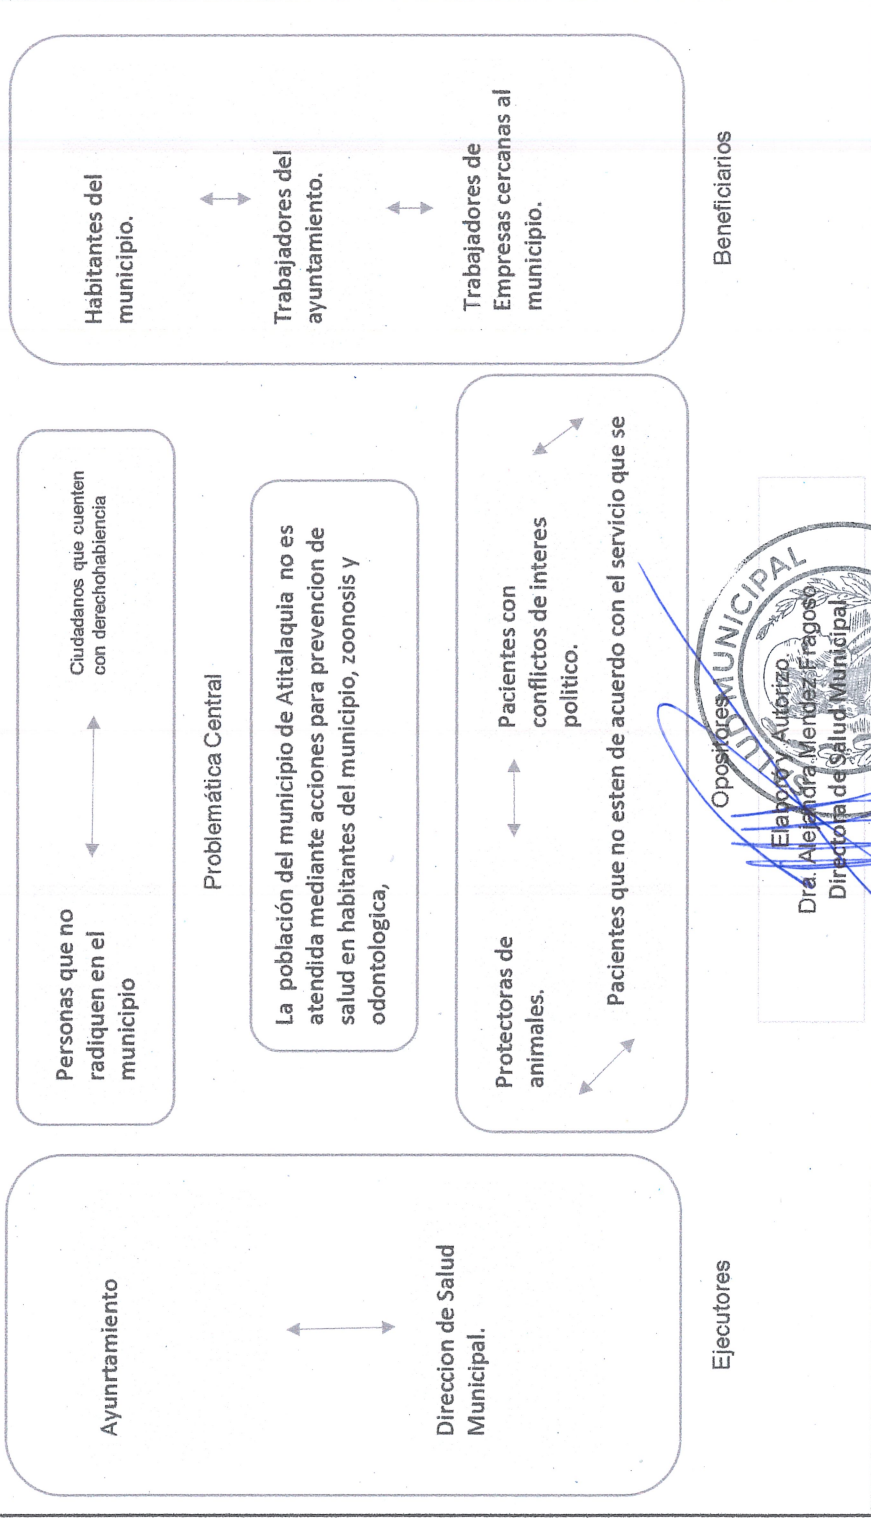 Ayunrtamiento
Direccion de Salud
Municipal.
Ejecutores
Personas que no
radiquen en el
municipio
Ciudadanos que cuenten
con derechohabiencia
Problemática Central
La población del municipio de Atitalaquia no es
atendida mediante acciones para prevencion de
salud en habitantes del municipio, zoonosis y
odontologica,
Protectoras de
animales.
Pacientes con
conflictos de interes
politico.
Pacientes que no esten de acuerdo con el servicio que se
Opositores
Elaboró y Autorizo
Dra. Alejandra Mendez Fragoso
Directora de Salud Municipal
SALUD MUNICIPAL
Habitantes del
municipio.
Trabajadores del
ayuntamiento.
Trabajadores de
Empresas cercanas al
municipio.
Beneficiarios